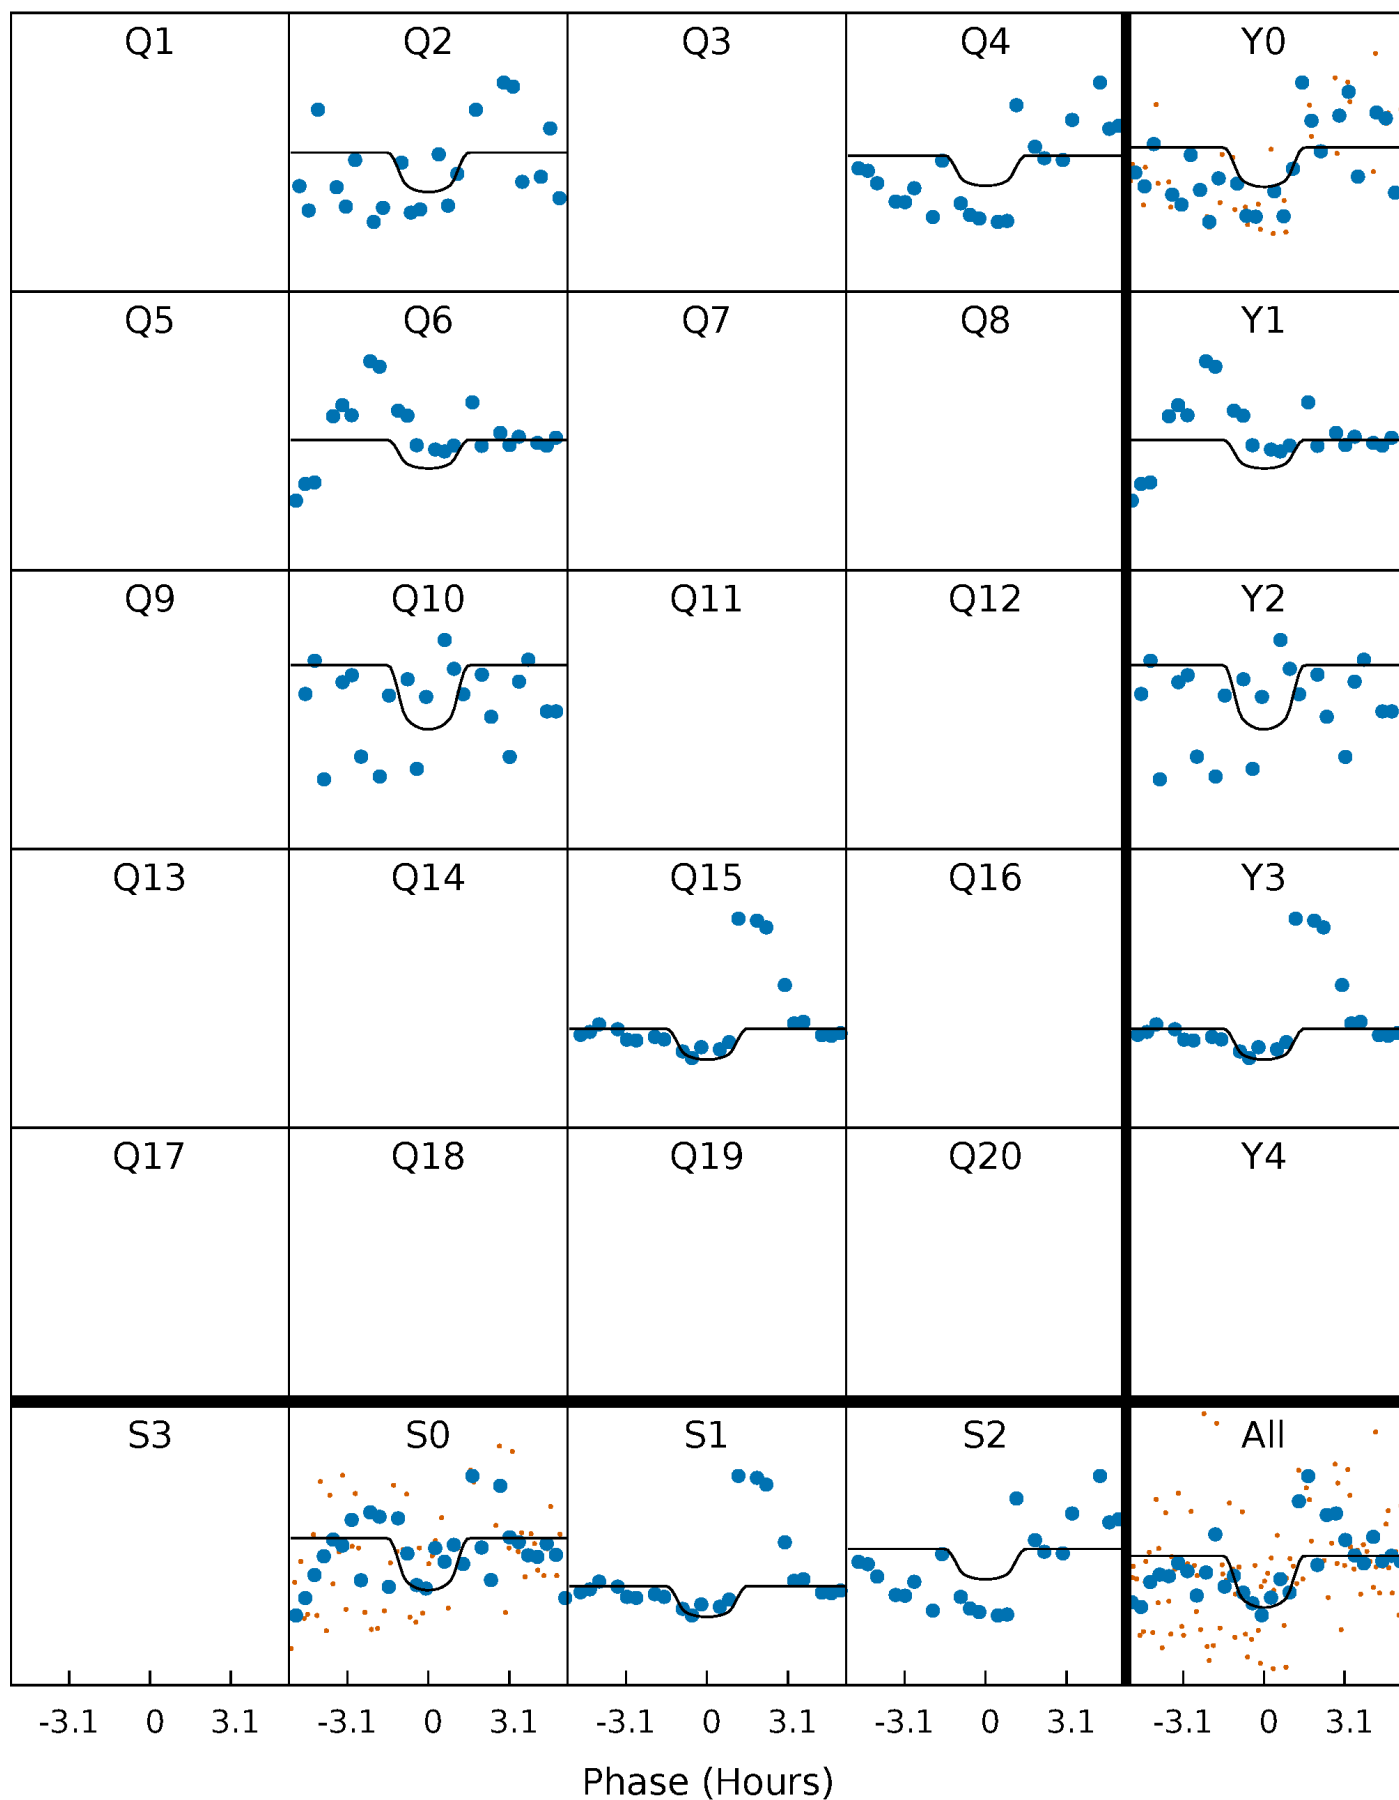 Q1 Q2 Q3 Q4 Y0
Q5 Q6 Q7 Q8 Y1
Q9 Q10 Q11 Q12 Y2
Q13 Q14 Q15 Q16 Y3
Q17 Q18 Q19 Q20 Y4
S3 S0 S1 S2 All
-3.1 0 3.1 -3.1 0 3.1 -3.1 0 3.1 -3.1 0 3.1 -3.1 0 3.1
Phase (Hours)